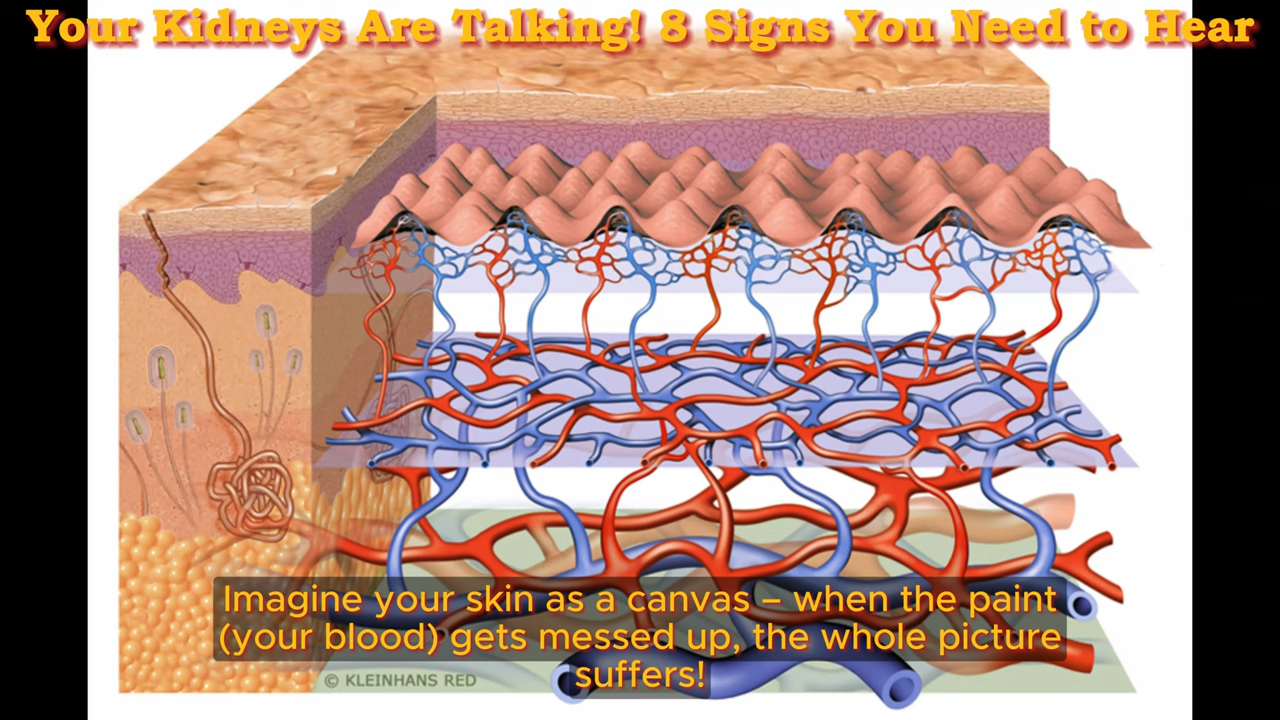 Your Kidneys Are Talking! 8 Signs You Need to Hear
Imagine your skin as a canvas – when the paint
(your blood) gets messed up, the whole picture
suffers!
© KLEINHANS RED